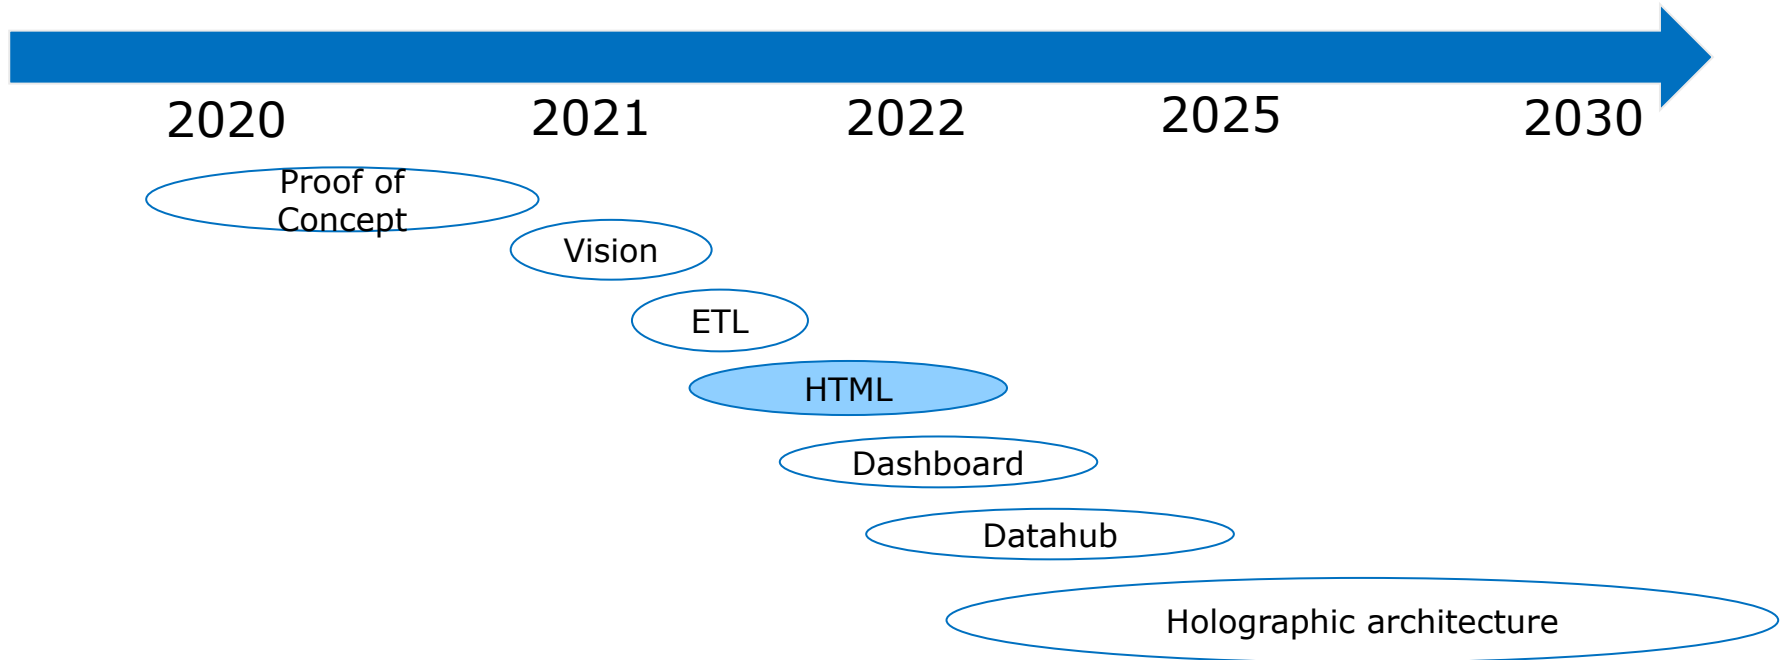 2020 2021 2022 2025 2030
Proof of
Concept
Vision
ETL
HTML
Dashboard
Datahub
Holographic architecture